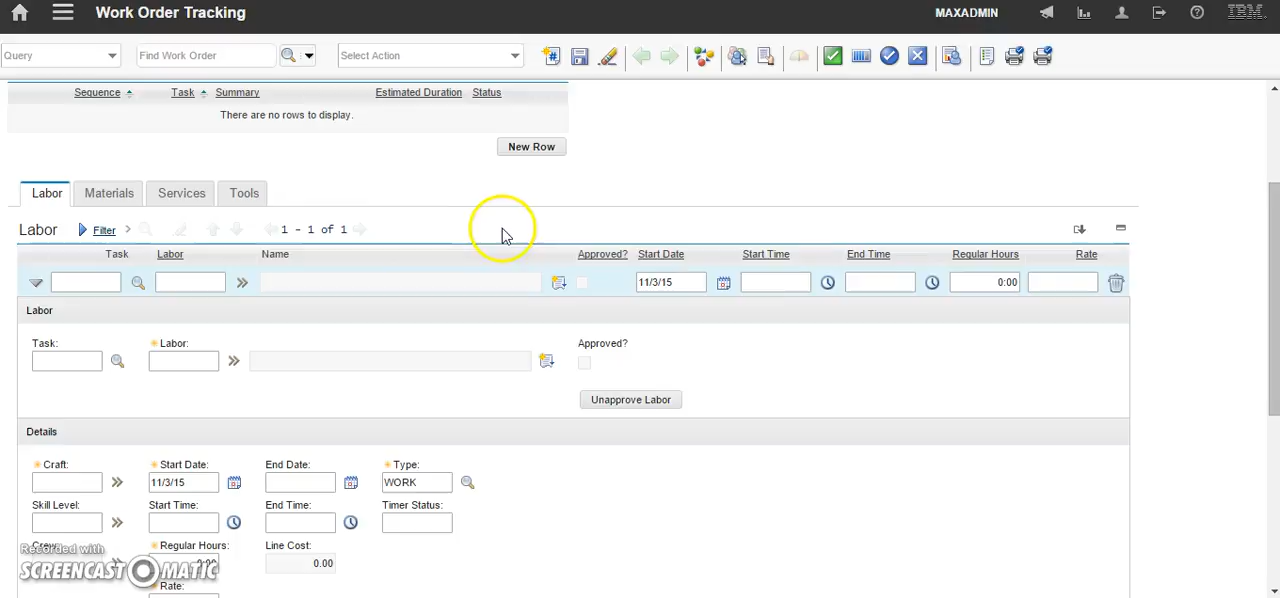 Work Order Tracking MAXADMIN IBM.
Query Find Work Order Select Action
Sequence Task Summary Estimated Duration Status
There are no rows to display.
New Row
Labor Materials Services Tools
Labor Filter 1 - 1 of 1
Task Labor Name Approved? Start Date Start Time End Time Regular Hours Rate
11/3/15 0:00
Labor
Task: Labor: Approved?
Unapprove Labor
Details
Craft: Start Date: End Date: Type:
11/3/15 WORK
Skill Level: Start Time: End Time: Timer Status:
Crew: Regular Hours: Line Cost:
0:00 0.00
Rate:
Recorded with
SCREENCAST MATIC